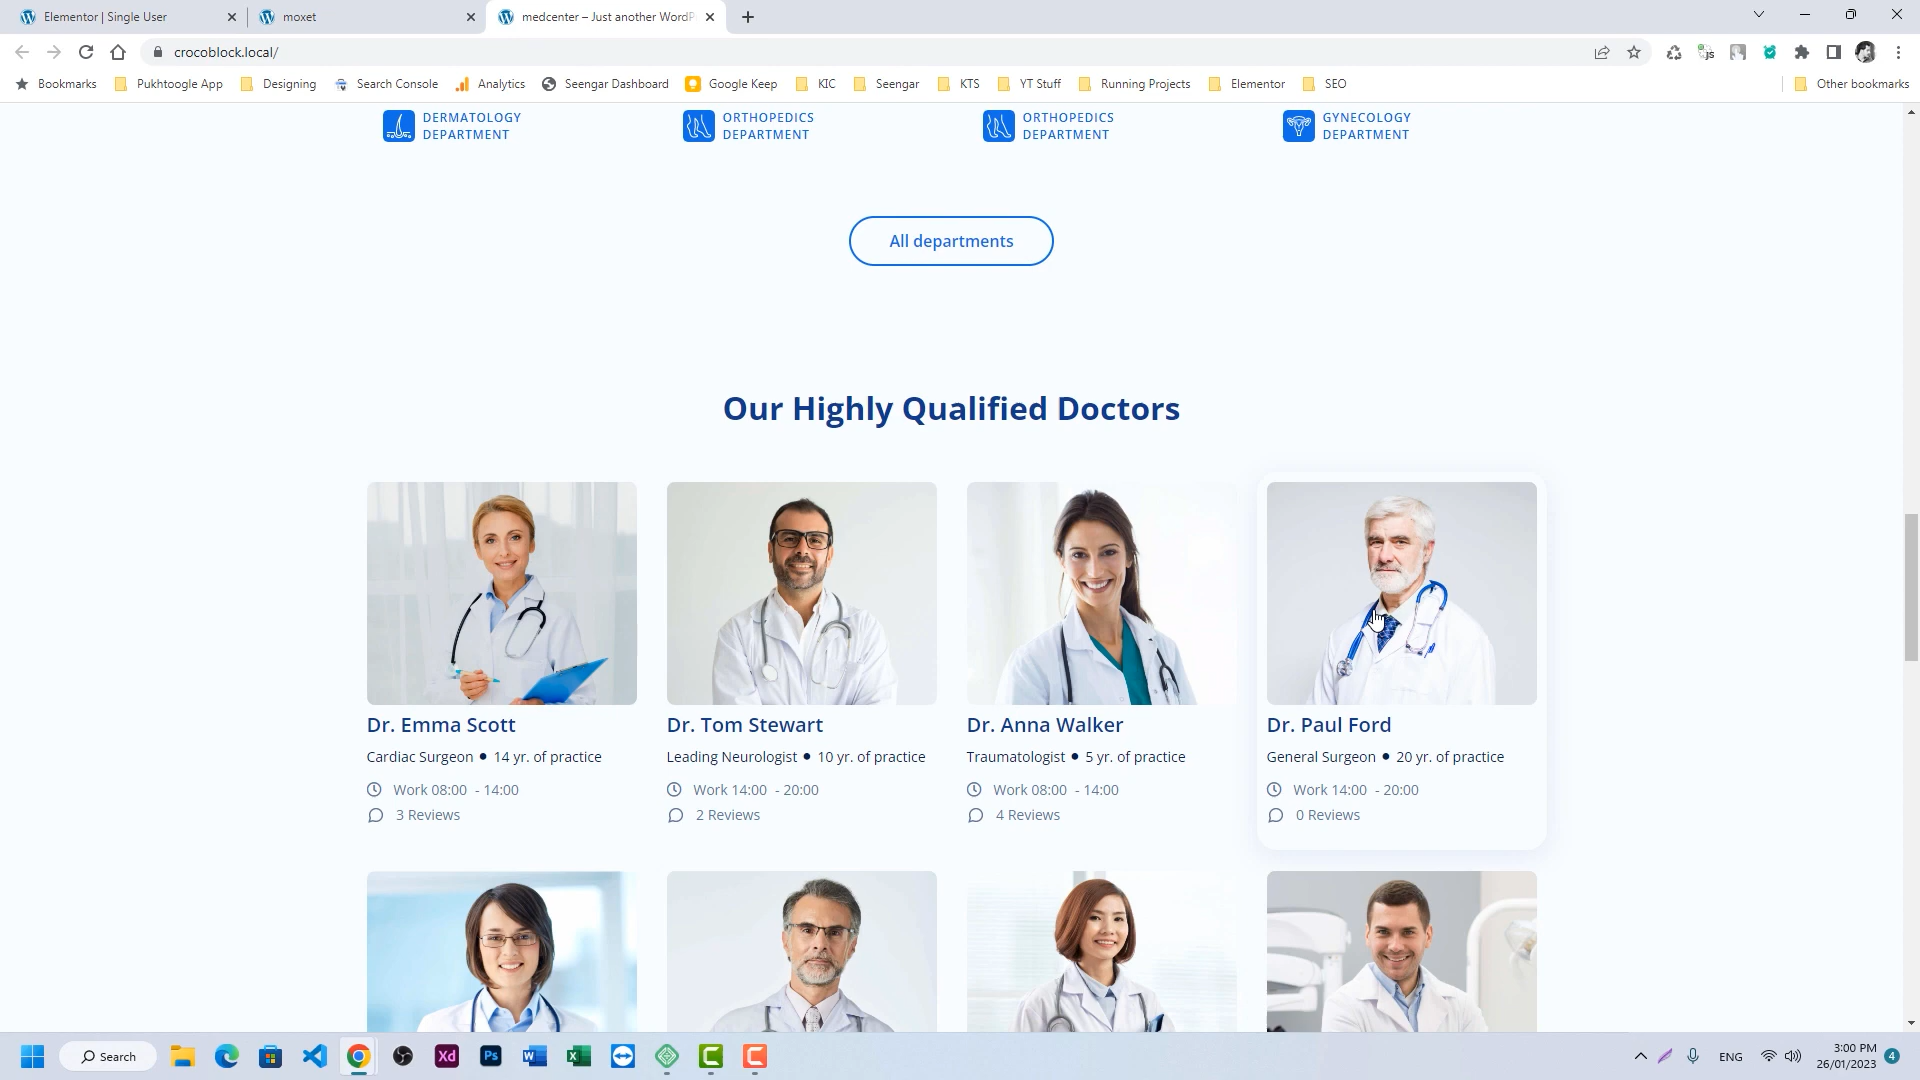 Elementor | Single User
moxet
medcenter – Just another WordP
crocoblock.local/
Bookmarks
Pukhtoogle App
Designing
Search Console
Analytics
Seengar Dashboard
Google Keep
KIC
Seengar
KTS
YT Stuff
Running Projects
Elementor
SEO
Other bookmarks
DERMATOLOGY
DEPARTMENT
ORTHOPEDICS
DEPARTMENT
ORTHOPEDICS
DEPARTMENT
GYNECOLOGY
DEPARTMENT
All departments
Our Highly Qualified Doctors
Dr. Emma Scott
Cardiac Surgeon • 14 yr. of practice
Work 08:00 - 14:00
3 Reviews
Dr. Tom Stewart
Leading Neurologist • 10 yr. of practice
Work 14:00 - 20:00
2 Reviews
Dr. Anna Walker
Traumatologist • 5 yr. of practice
Work 08:00 - 14:00
4 Reviews
Dr. Paul Ford
General Surgeon • 20 yr. of practice
Work 14:00 - 20:00
0 Reviews
Search
Xd
Ps
ENG
3:00 PM
26/01/2023
4